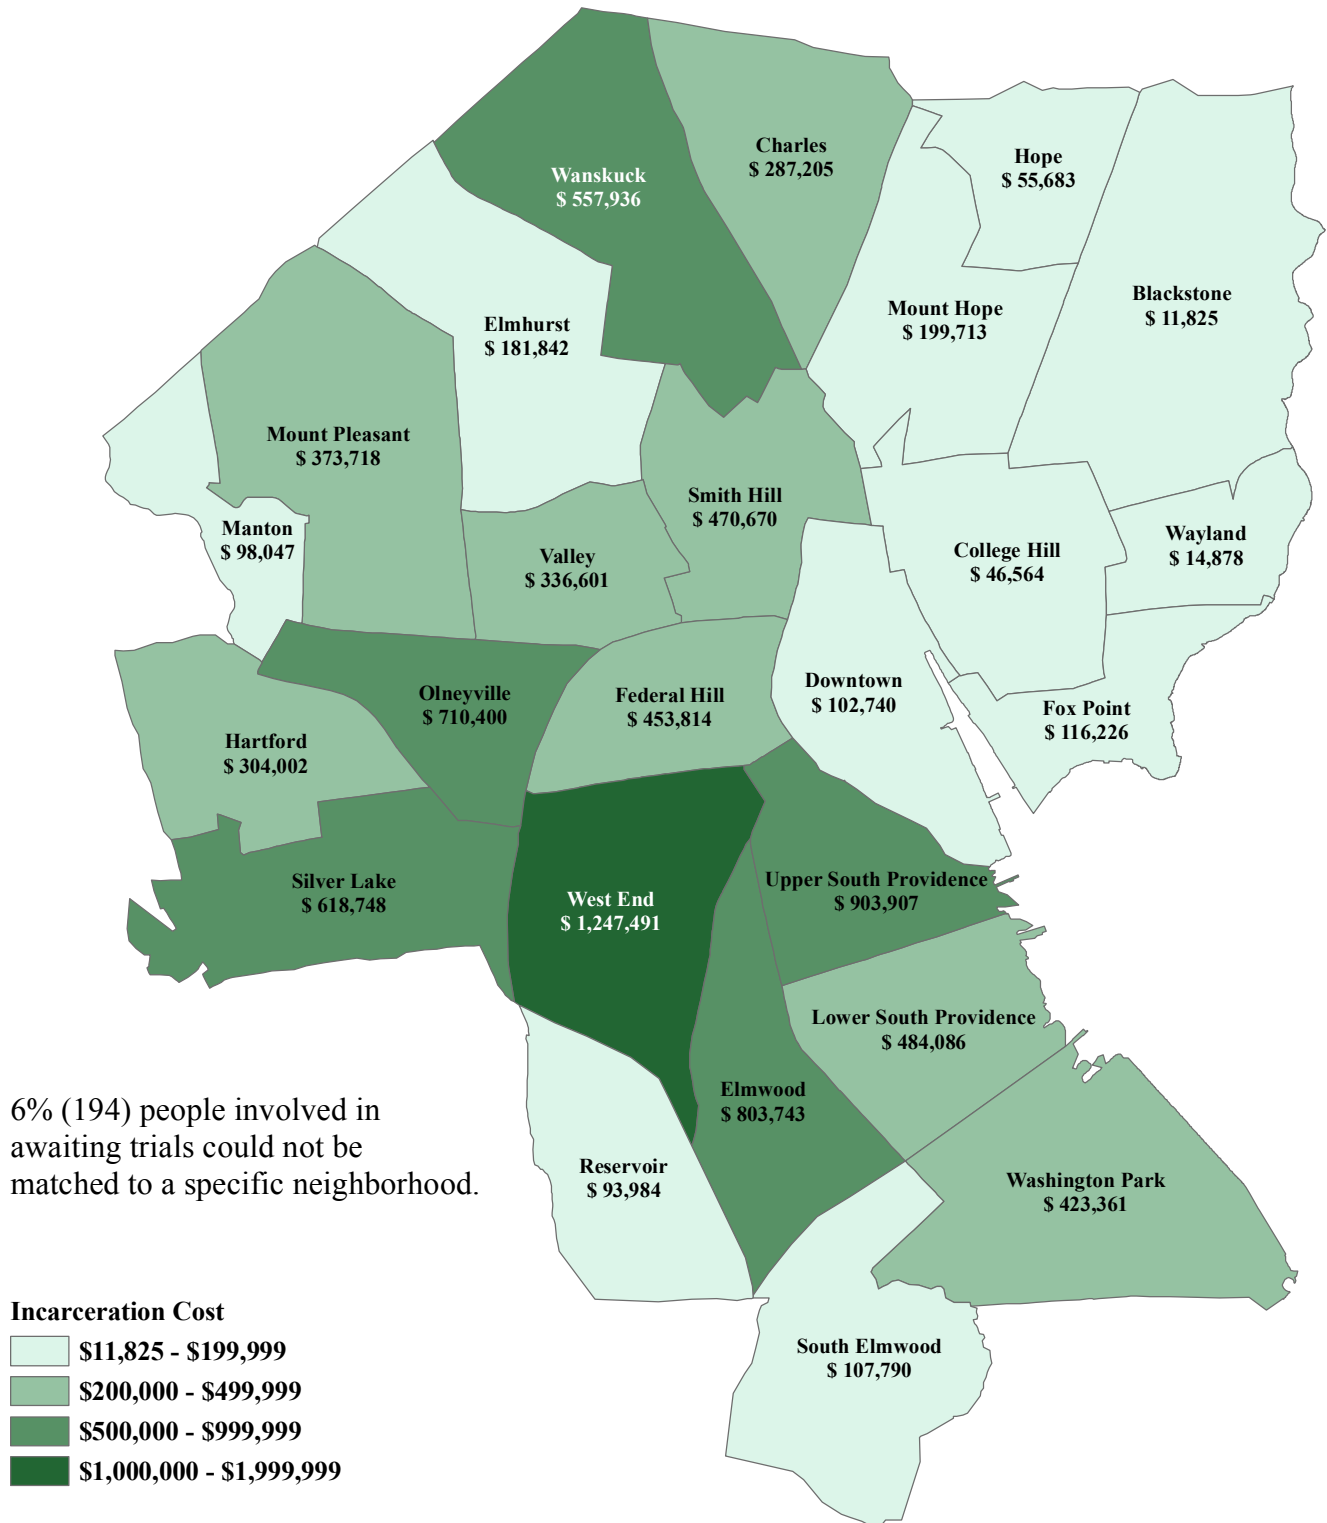 Charles
$ 287,205
Hope
$ 55,683
Wanskuck
$ 557,936
Blackstone
$ 11,825
Mount Hope
$ 199,713
Elmhurst
$ 181,842
Mount Pleasant
$ 373,718
Smith Hill
$ 470,670
Manton
$ 98,047
Wayland
$ 14,878
College Hill
$ 46,564
Valley
$ 336,601
Downtown
$ 102,740
Olneyville
$ 710,400
Federal Hill
$ 453,814
Fox Point
$ 116,226
Hartford
$ 304,002
Silver Lake
$ 618,748
Upper South Providence
$ 903,907
West End
$ 1,247,491
Lower South Providence
$ 484,086
Elmwood
$ 803,743
6% (194) people involved in
awaiting trials could not be
matched to a specific neighborhood.
Reservoir
$ 93,984
Washington Park
$ 423,361
South Elmwood
$ 107,790
Incarceration Cost
$11,825 - $199,999
$200,000 - $499,999
$500,000 - $999,999
$1,000,000 - $1,999,999